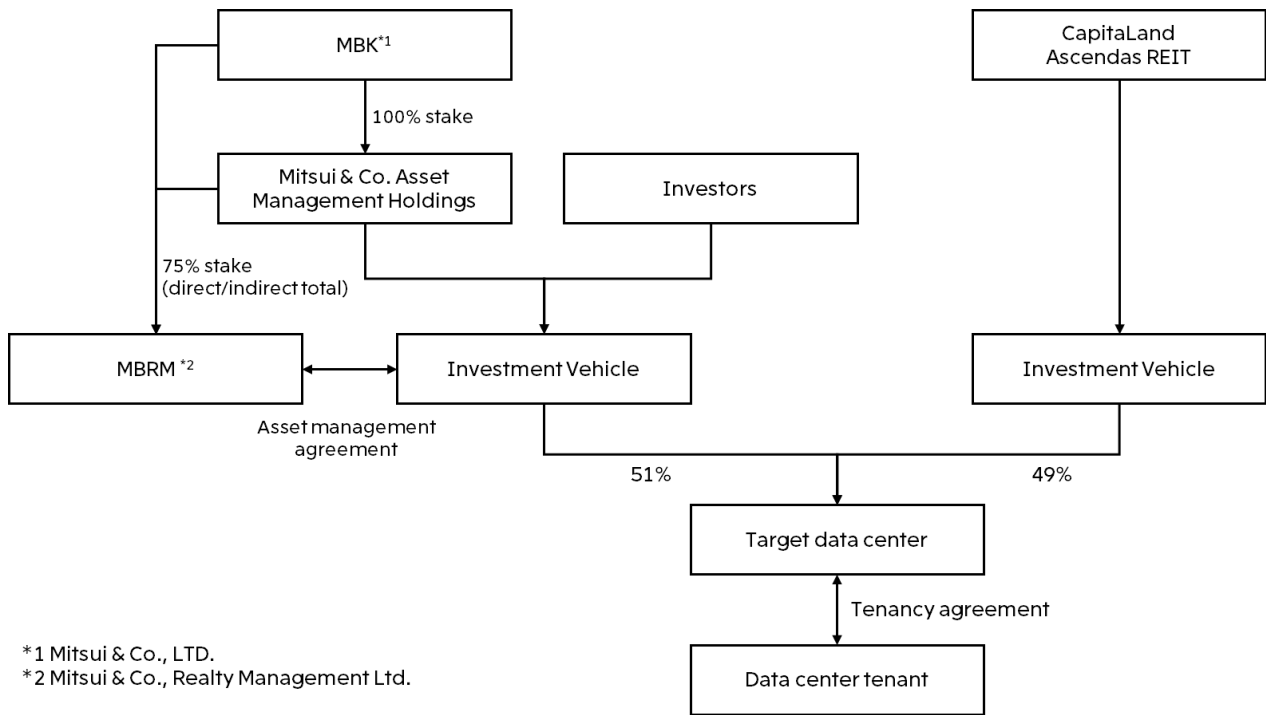 MBK*1
CapitaLand
Ascendas REIT
100% stake
Mitsui & Co. Asset
Management Holdings
Investors
75% stake
(direct/indirect total)
MBRM *2
Investment Vehicle
Investment Vehicle
Asset management
agreement
51%
49%
Target data center
Tenancy agreement
Data center tenant
*1 Mitsui & Co., LTD.
*2 Mitsui & Co., Realty Management Ltd.